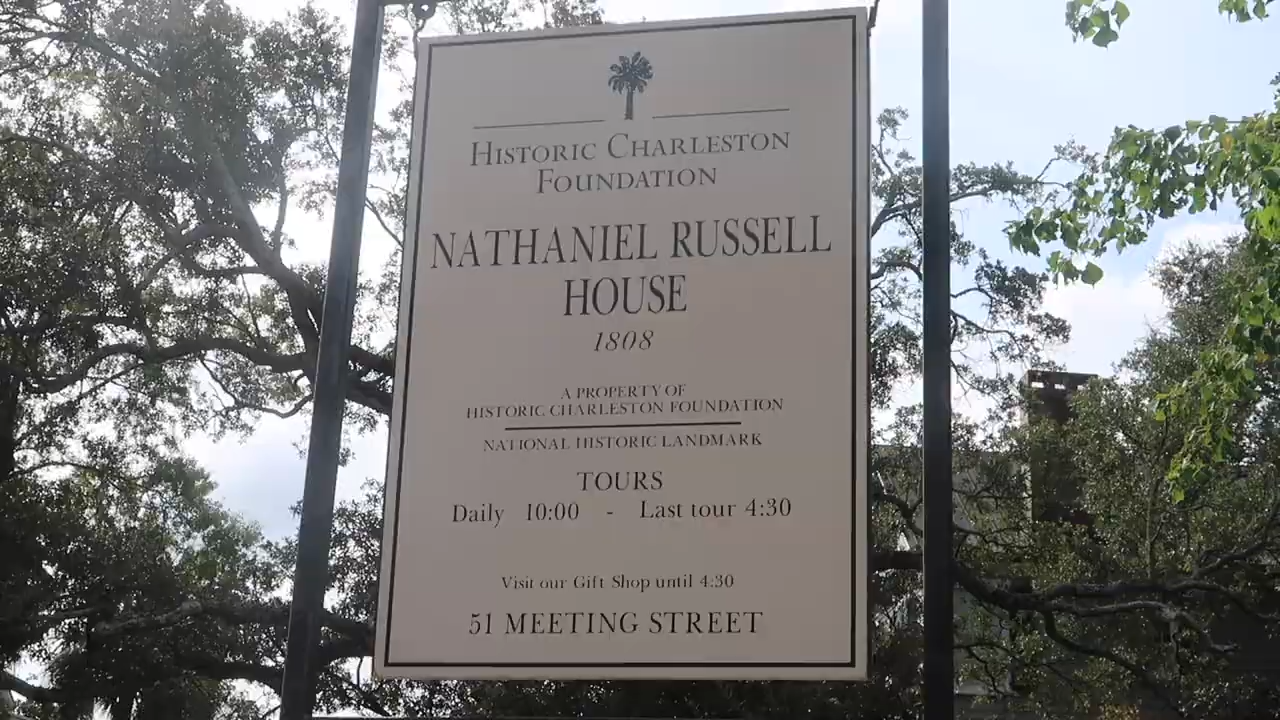 HISTORIC CHARLESTON
FOUNDATION
NATHANIEL RUSSELL
HOUSE
1808
A PROPERTY OF
HISTORIC CHARLESTON FOUNDATION
NATIONAL HISTORIC LANDMARK
TOURS
Daily 10:00 - Last tour 4:30
Visit our Gift Shop until 4:30
51 MEETING STREET